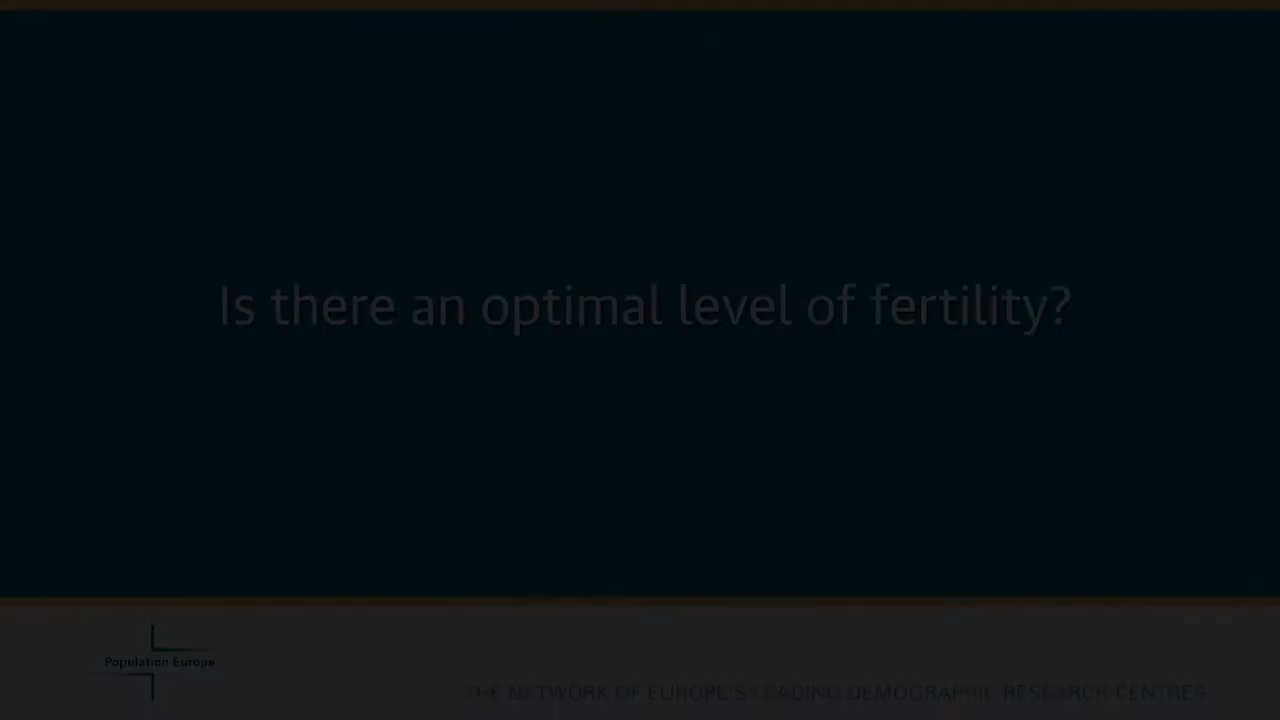 Is there an optimal level of fertility?
Population Europe
THE NETWORK OF EUROPE'S LEADING DEMOGRAPHIC RESEARCH CENTRES